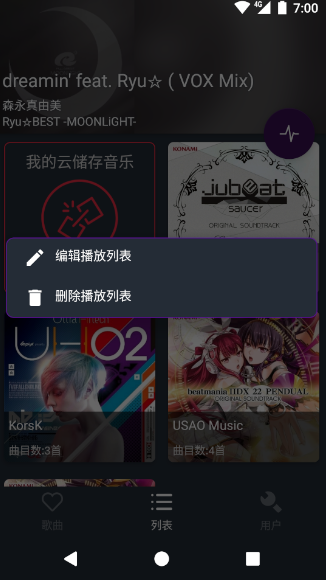 4G 7:00
dreamin' feat. Ryu☆ ( VOX Mix)
森永真由美
Ryu☆BEST -MOONLIGHT-
我的云储存音乐
KONAMI
jubeat
saucer
ORIGINAL SOUNDTRACK
编辑播放列表
删除播放列表
U-HO2
beatmania IIDX 22 PENDUAL
ORIGINAL SOUNDTRACK
KorsK
USAO Music
曲目数:3首
曲目数:4首
歌曲
列表
用户